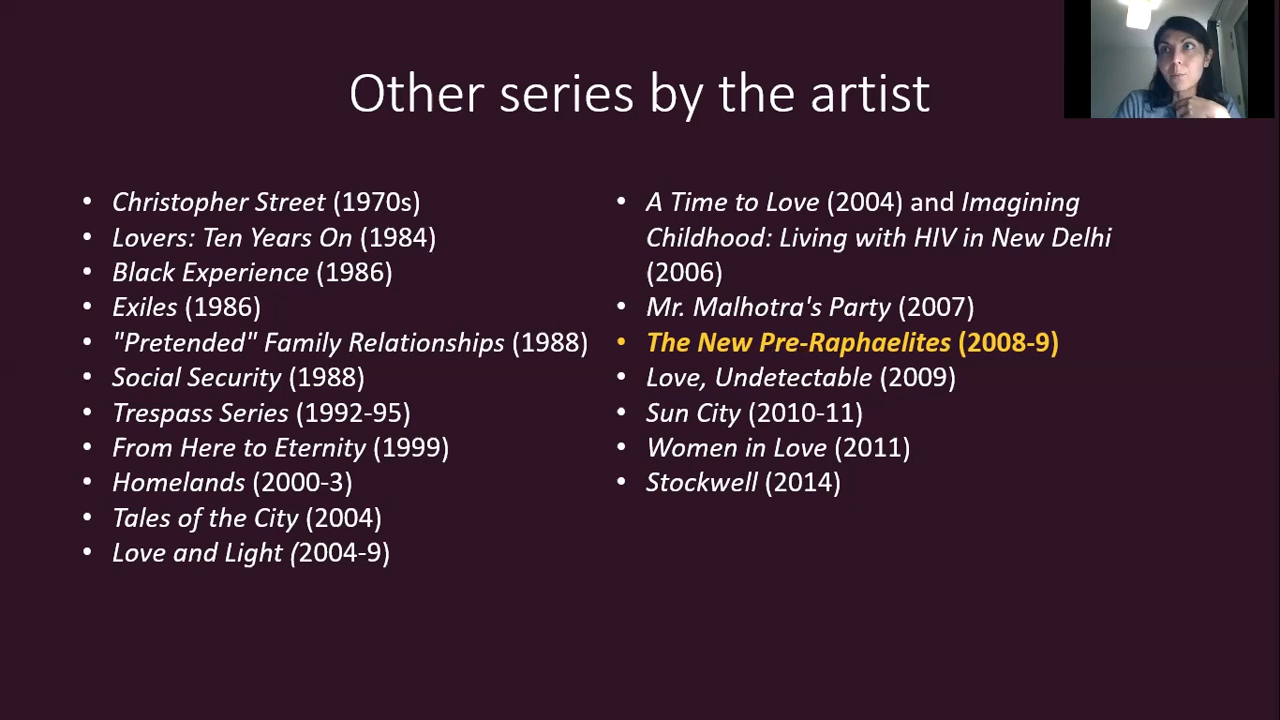 Other series by the artist
• Christopher Street (1970s)
• Lovers: Ten Years On (1984)
• Black Experience (1986)
• Exiles (1986)
• "Pretended" Family Relationships (1988)
• Social Security (1988)
• Trespass Series (1992-95)
• From Here to Eternity (1999)
• Homelands (2000-3)
• Tales of the City (2004)
• Love and Light (2004-9)
• A Time to Love (2004) and Imagining
Childhood: Living with HIV in New Delhi
(2006)
• Mr. Malhotra's Party (2007)
• The New Pre-Raphaelites (2008-9)
• Love, Undetectable (2009)
• Sun City (2010-11)
• Women in Love (2011)
• Stockwell (2014)